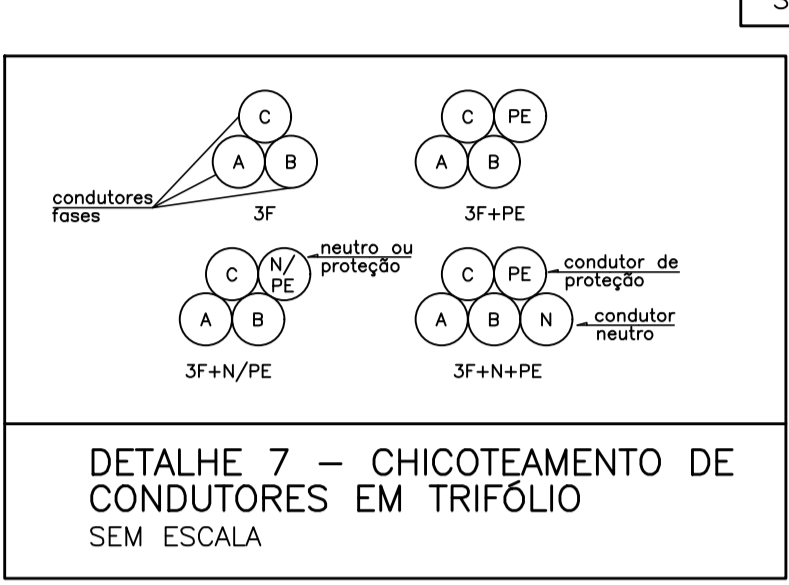 S
C
A B
condutores
fases
3F
C PE
A B
3F+PE
C N/
PE
A B
neutro ou
proteção
3F+N/PE
C PE
A B N
condutor de
proteção
condutor
neutro
3F+N+PE
DETALHE 7 – CHICOTEAMENTO DE
CONDUTORES EM TRIFÓLIO
SEM ESCALA